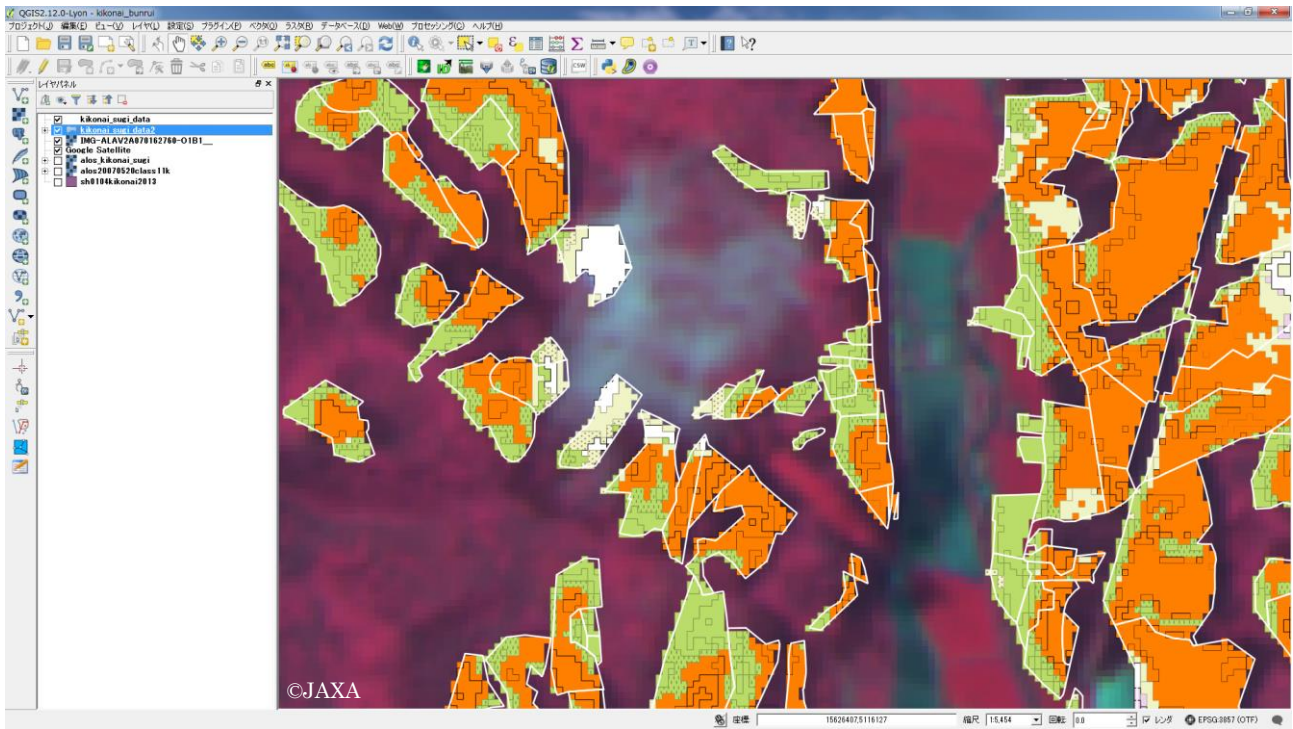 QGIS2.12.0-Lyon - kikonai_bunrui
プロジェクト(J) 編集(E) ビュー(V) レイヤ(L) 設定(S) プラグイン(P) ベクタ(O) ラスタ(R) データベース(D) Web(W) プロセッシング(C) ヘルプ(H)
レイヤパネル
kikonai_sugi_data
kikonai_sugi_data2
IMG-ALAV2A070162760-O1B1__
Google Satellite
alos_kikonai_sugi
alos20070520class11k
sh0104kikonai2013
©JAXA
座標 15626407,5116127 縮尺 1:5,454 回転 0.0 レンダ EPSG:3857 (OTF)